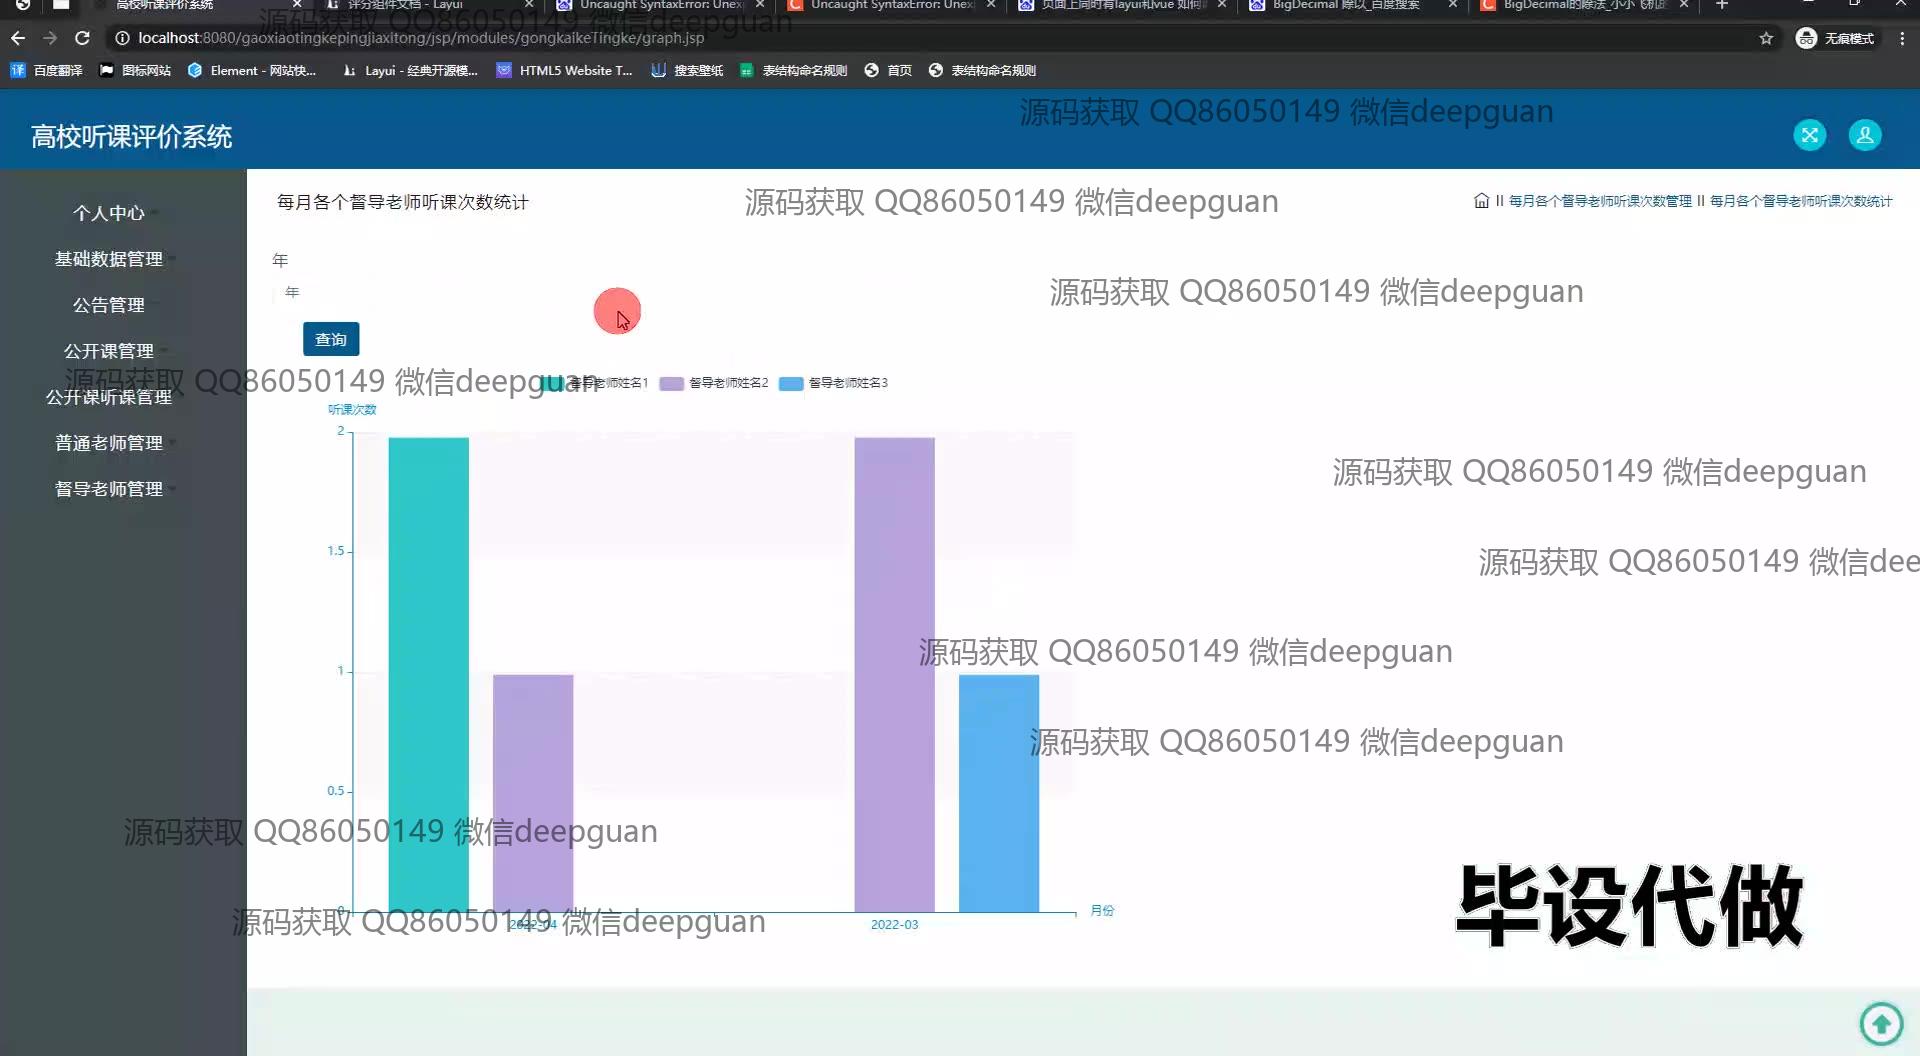 高校听课评价系统
评分组件文档 - Layui
Uncaught SyntaxError: Unex
Uncaught SyntaxError: Unex
页面上同时有layui和vue 如何
BigDecimal 除以_百度搜索
BigDecimal的除法_小小飞机的
localhost:8080/gaoxiaotingkepingjiaxitong/jsp/modules/gongkaikeTingke/graph.jsp
无痕模式
百度翻译
图标网站
Element - 网站快...
Layui - 经典开源模...
HTML5 Website T...
搜索壁纸
表结构命名规则
首页
表结构命名规则
源码获取 QQ86050149 微信deepguan
源码获取 QQ86050149 微信deepguan
高校听课评价系统
个人中心
基础数据管理
公告管理
公开课管理
公开课听课管理
普通老师管理
督导老师管理
每月各个督导老师听课次数统计
源码获取 QQ86050149 微信deepguan
II 每月各个督导老师听课次数管理 II 每月各个督导老师听课次数统计
年
年
源码获取 QQ86050149 微信deepguan
查询
源码获取 QQ86050149 微信deepguan
督导老师姓名1
督导老师姓名2
督导老师姓名3
听课次数
2
1.5
1
0.5
0
源码获取 QQ86050149 微信deepguan
源码获取 QQ86050149 微信dee
源码获取 QQ86050149 微信deepguan
源码获取 QQ86050149 微信deepguan
源码获取 QQ86050149 微信deepguan
源码获取 QQ86050149 微信deepguan
2022-04
2022-03
月份
毕设代做